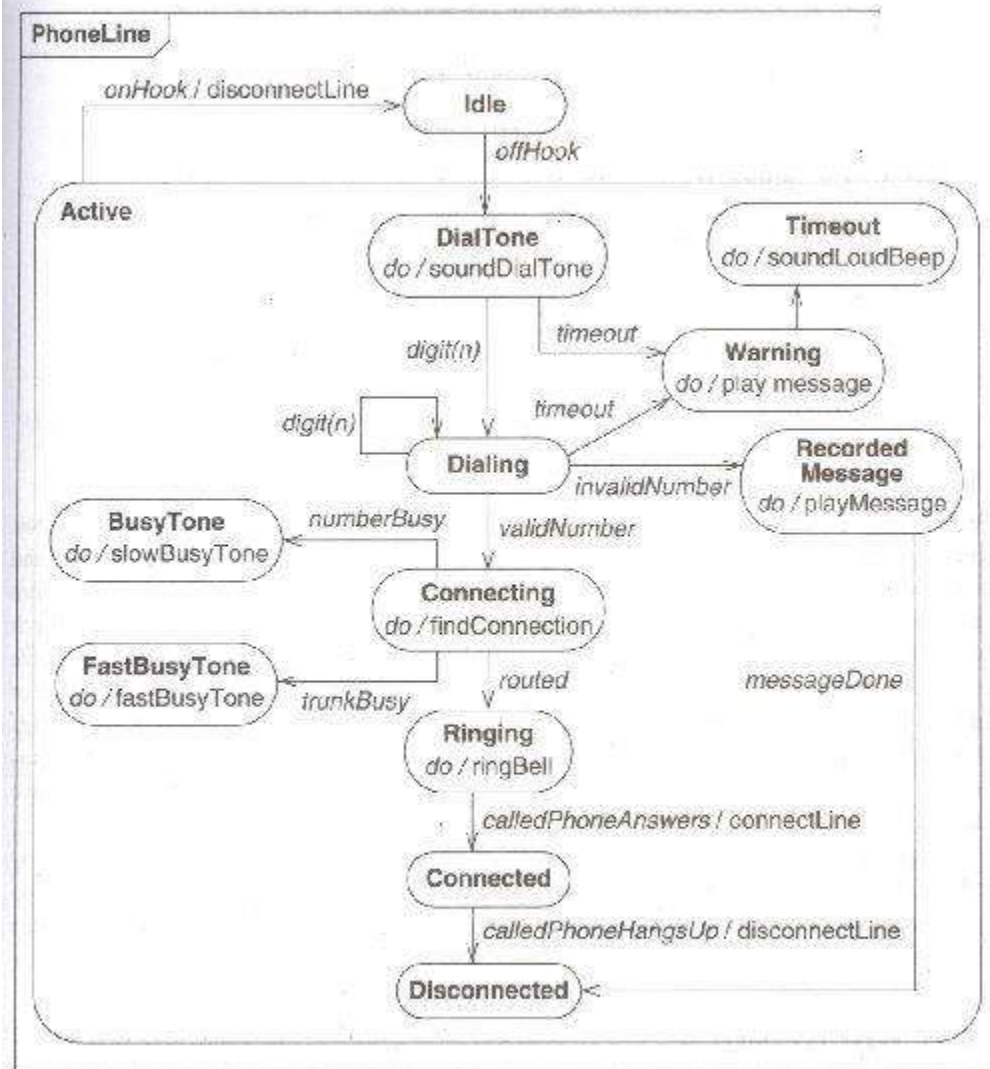 PhoneLine
onHook / disconnectLine
Idle
offHook
Active
DialTone
do / soundDialTone
Timeout
do / soundLoudBeep
timeout
digit(n)
Warning
do / play message
timeout
digit(n)
Dialing
Recorded
Message
do / playMessage
invalidNumber
BusyTone
do / slowBusyTone
numberBusy
validNumber
Connecting
do / findConnection
FastBusyTone
do / fastBusyTone
trunkBusy
routed
messageDone
Ringing
do / ringBell
calledPhoneAnswers / connectLine
Connected
calledPhoneHangsUp / disconnectLine
Disconnected